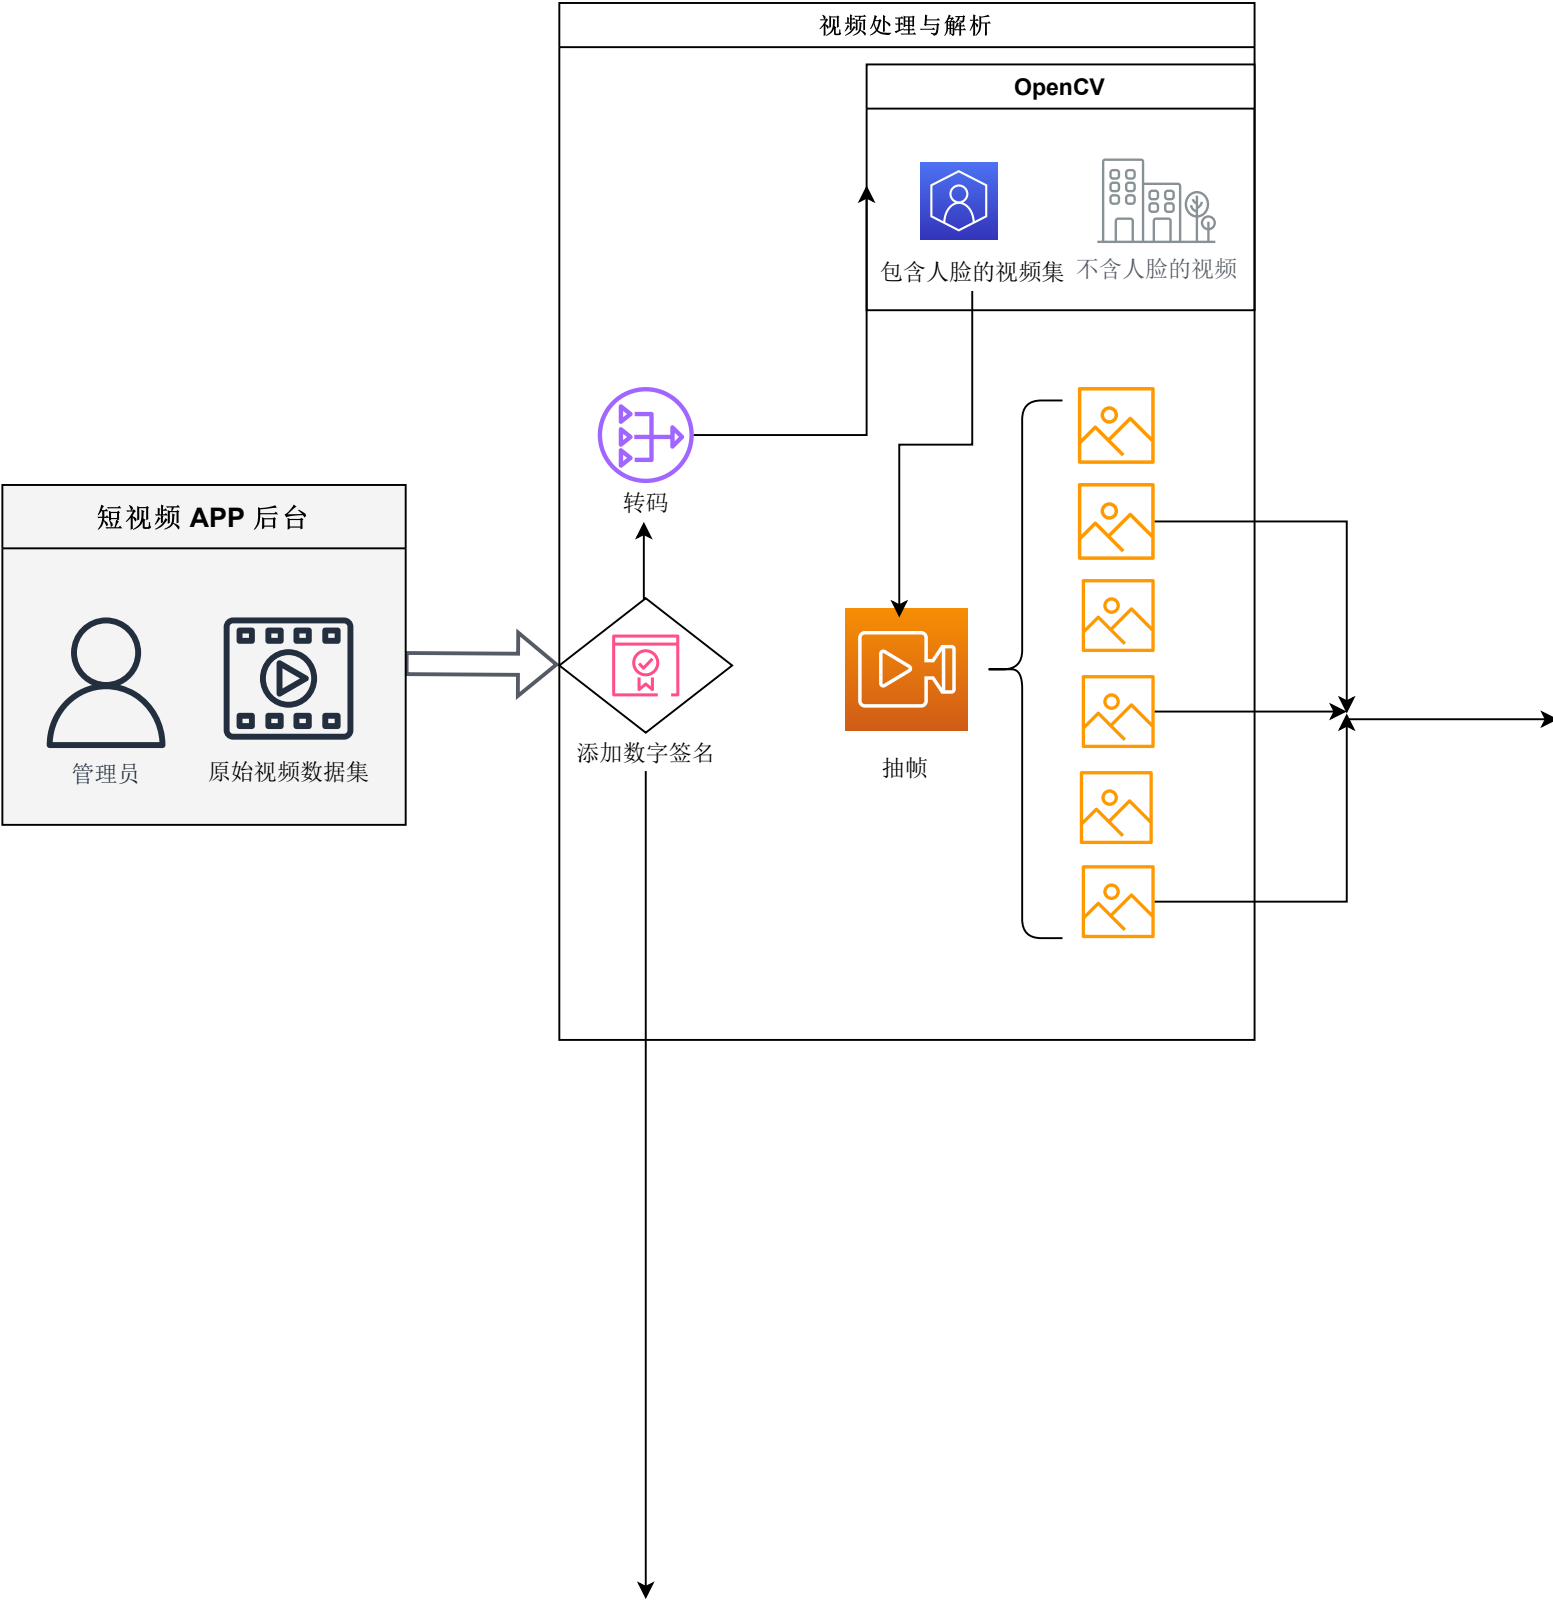 视频处理与解析
OpenCV
包含人脸的视频集
不含人脸的视频
转码
短视频 APP 后台
管理员
原始视频数据集
添加数字签名
抽帧